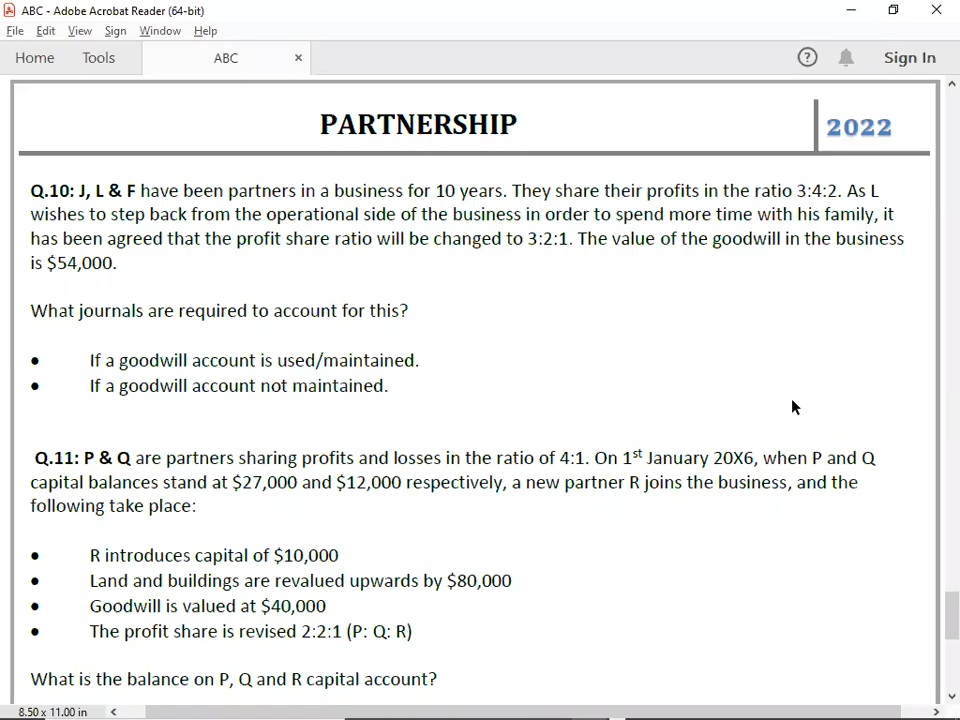 ABC - Adobe Acrobat Reader (64-bit)
File Edit View Sign Window Help
Home Tools ABC × ? Sign In
PARTNERSHIP 2022
Q.10: J, L & F have been partners in a business for 10 years. They share their profits in the ratio 3:4:2. As L
wishes to step back from the operational side of the business in order to spend more time with his family, it
has been agreed that the profit share ratio will be changed to 3:2:1. The value of the goodwill in the business
is $54,000.
What journals are required to account for this?
• If a goodwill account is used/maintained.
• If a goodwill account not maintained.
Q.11: P & Q are partners sharing profits and losses in the ratio of 4:1. On 1st January 20X6, when P and Q
capital balances stand at $27,000 and $12,000 respectively, a new partner R joins the business, and the
following take place:
• R introduces capital of $10,000
• Land and buildings are revalued upwards by $80,000
• Goodwill is valued at $40,000
• The profit share is revised 2:2:1 (P: Q: R)
What is the balance on P, Q and R capital account?
8.50 x 11.00 in